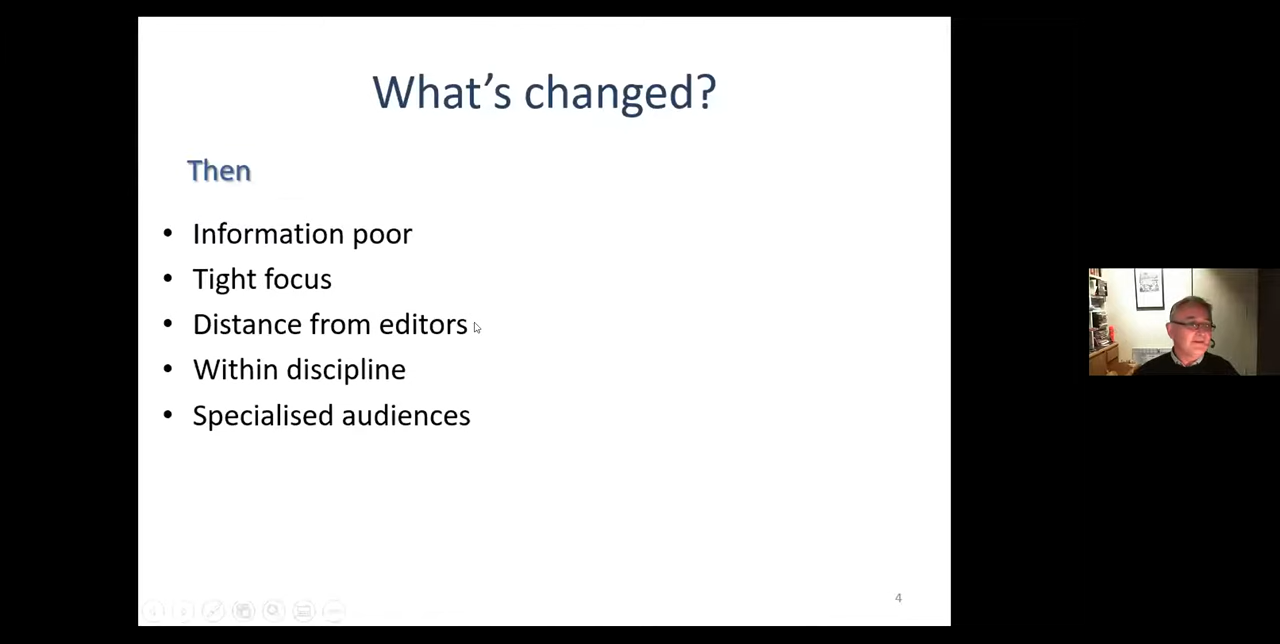 What's changed?
Then
• Information poor
• Tight focus
• Distance from editors
• Within discipline
• Specialised audiences
4